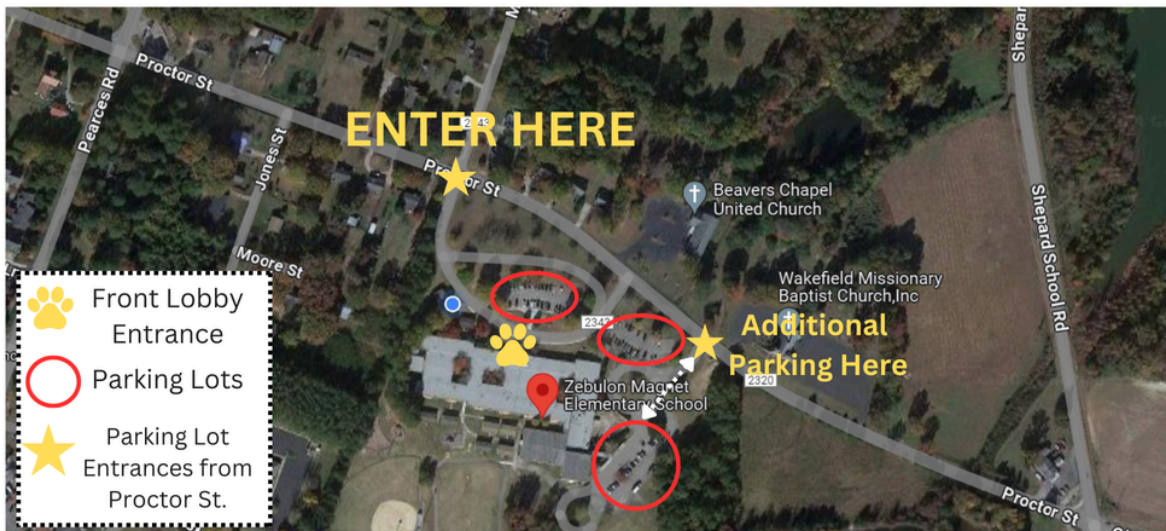 Proctor St
Pearces Rd
Jones St
Moore St
ENTER HERE
Proctor St
Beavers Chapel
United Church
Shepard School Rd
Wakefield Missionary
Baptist Church,Inc
Additional
Parking Here
2343
2320
Zebulon Magnet
Elementary School
Proctor St
Front Lobby
Entrance
Parking Lots
Parking Lot
Entrances from
Proctor St.